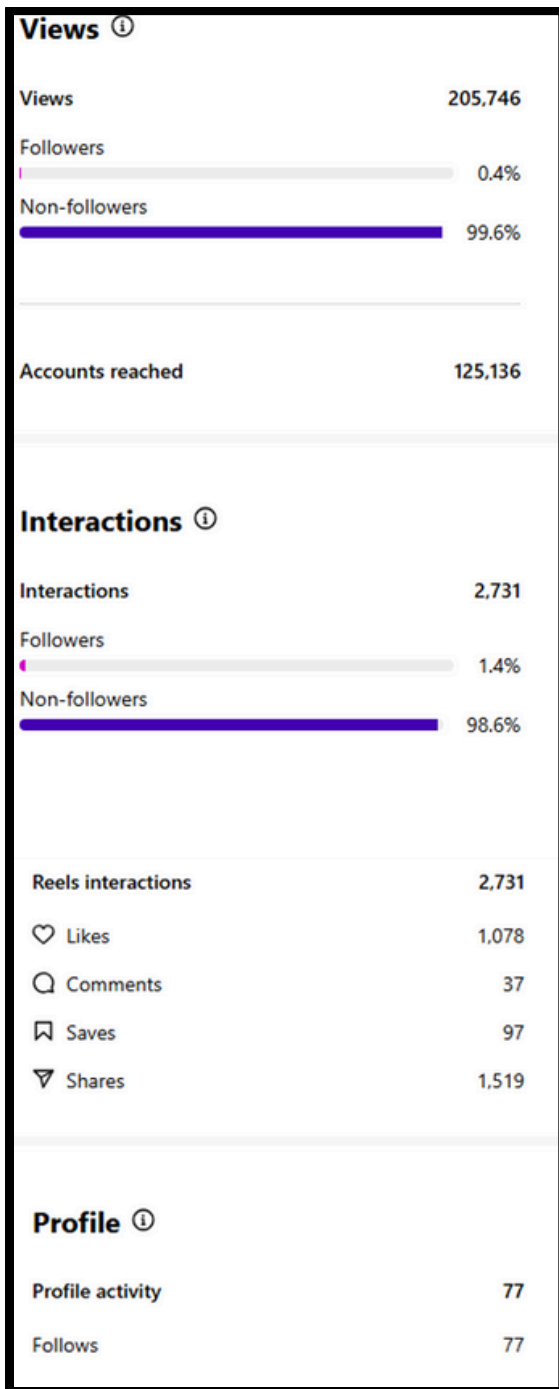 Views
Views 205,746
Followers
0.4%
Non-followers
99.6%
Accounts reached 125,136
Interactions
Interactions 2,731
Followers
1.4%
Non-followers
98.6%
Reels interactions 2,731
Likes 1,078
Comments 37
Saves 97
Shares 1,519
Profile
Profile activity 77
Follows 77